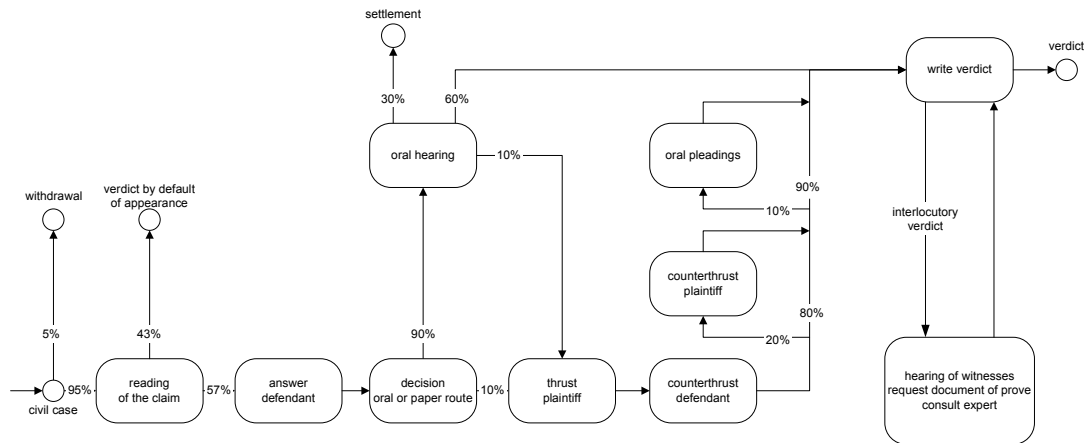 settlement
verdict
write verdict
30%
60%
oral hearing
10%
oral pleadings
withdrawal
verdict by default
of appearance
90%
10%
interlocutory
verdict
counterthrust
plaintiff
80%
5%
43%
90%
20%
95%
reading
of the claim
57%
answer
defendant
decision
oral or paper route
10%
thrust
plaintiff
counterthrust
defendant
hearing of witnesses
request document of prove
consult expert
civil case